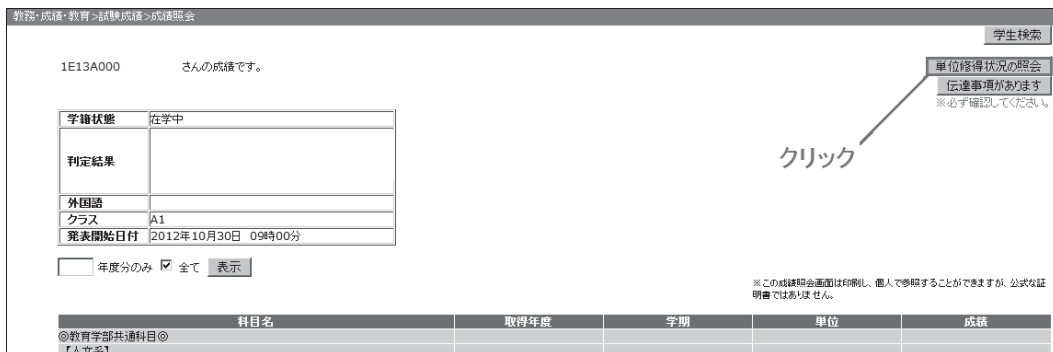 教務・成績・教育>試験成績>成績照会
学生検索
1E13A000 さんの成績です。
単位修得状況の照会
伝達事項があります
※必ず確認してください。
学籍状態 在学中
クリック
判定結果
外国語
クラス A1
発表開始日付 2012年10月30日 09時00分
年度分のみ 全て 表示
※この成績照会画面は印刷し、個人で参照することができますが、公式な証
明書ではありません。
科目名 取得年度 学期 単位 成績
◎教育学部共通科目◎
【人文系】